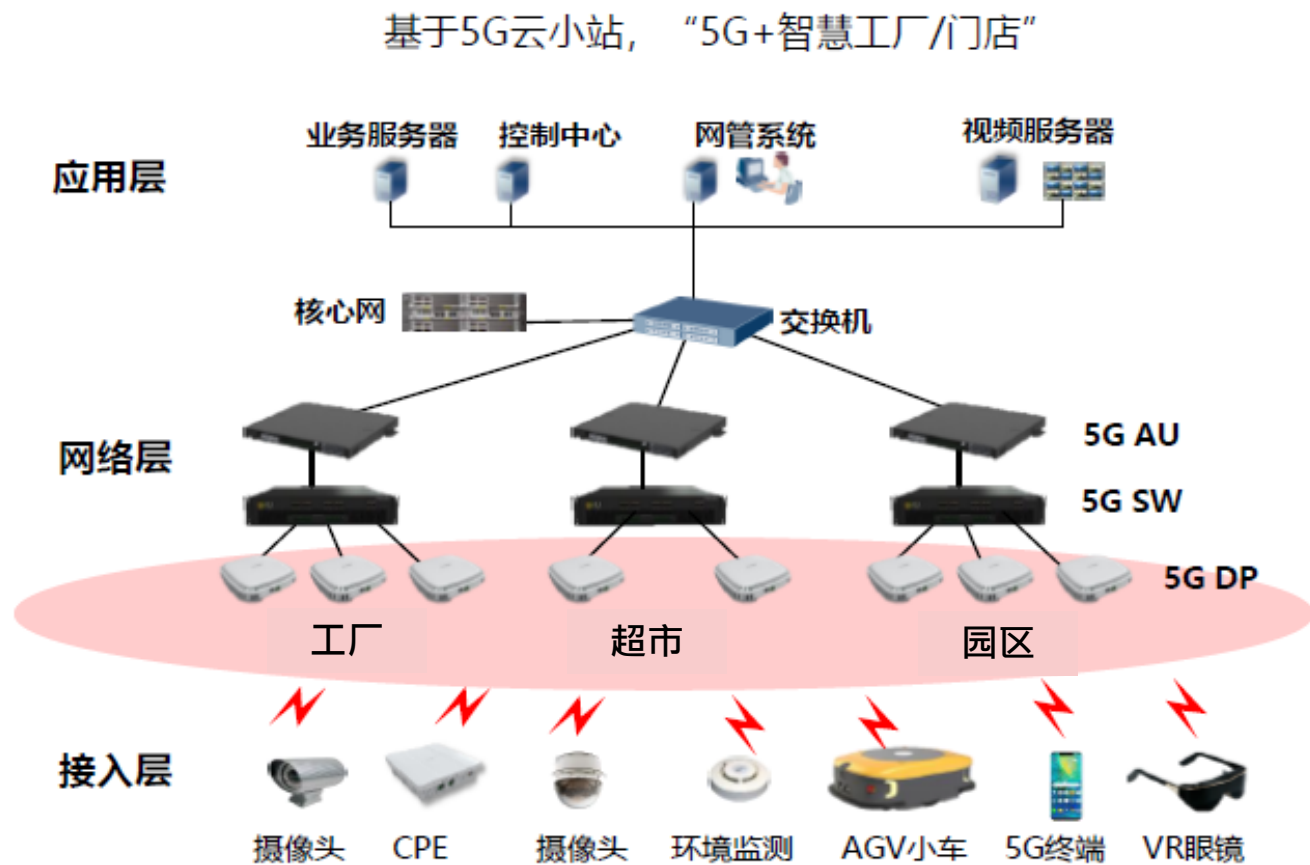 基于5G云小站，“5G+智慧工厂/门店”
业务服务器 控制中心 网管系统 视频服务器
应用层
核心网 交换机
5G AU
网络层
5G SW
5G DP
工厂 超市 园区
接入层
摄像头 CPE 摄像头 环境监测 AGV小车 5G终端 VR眼镜